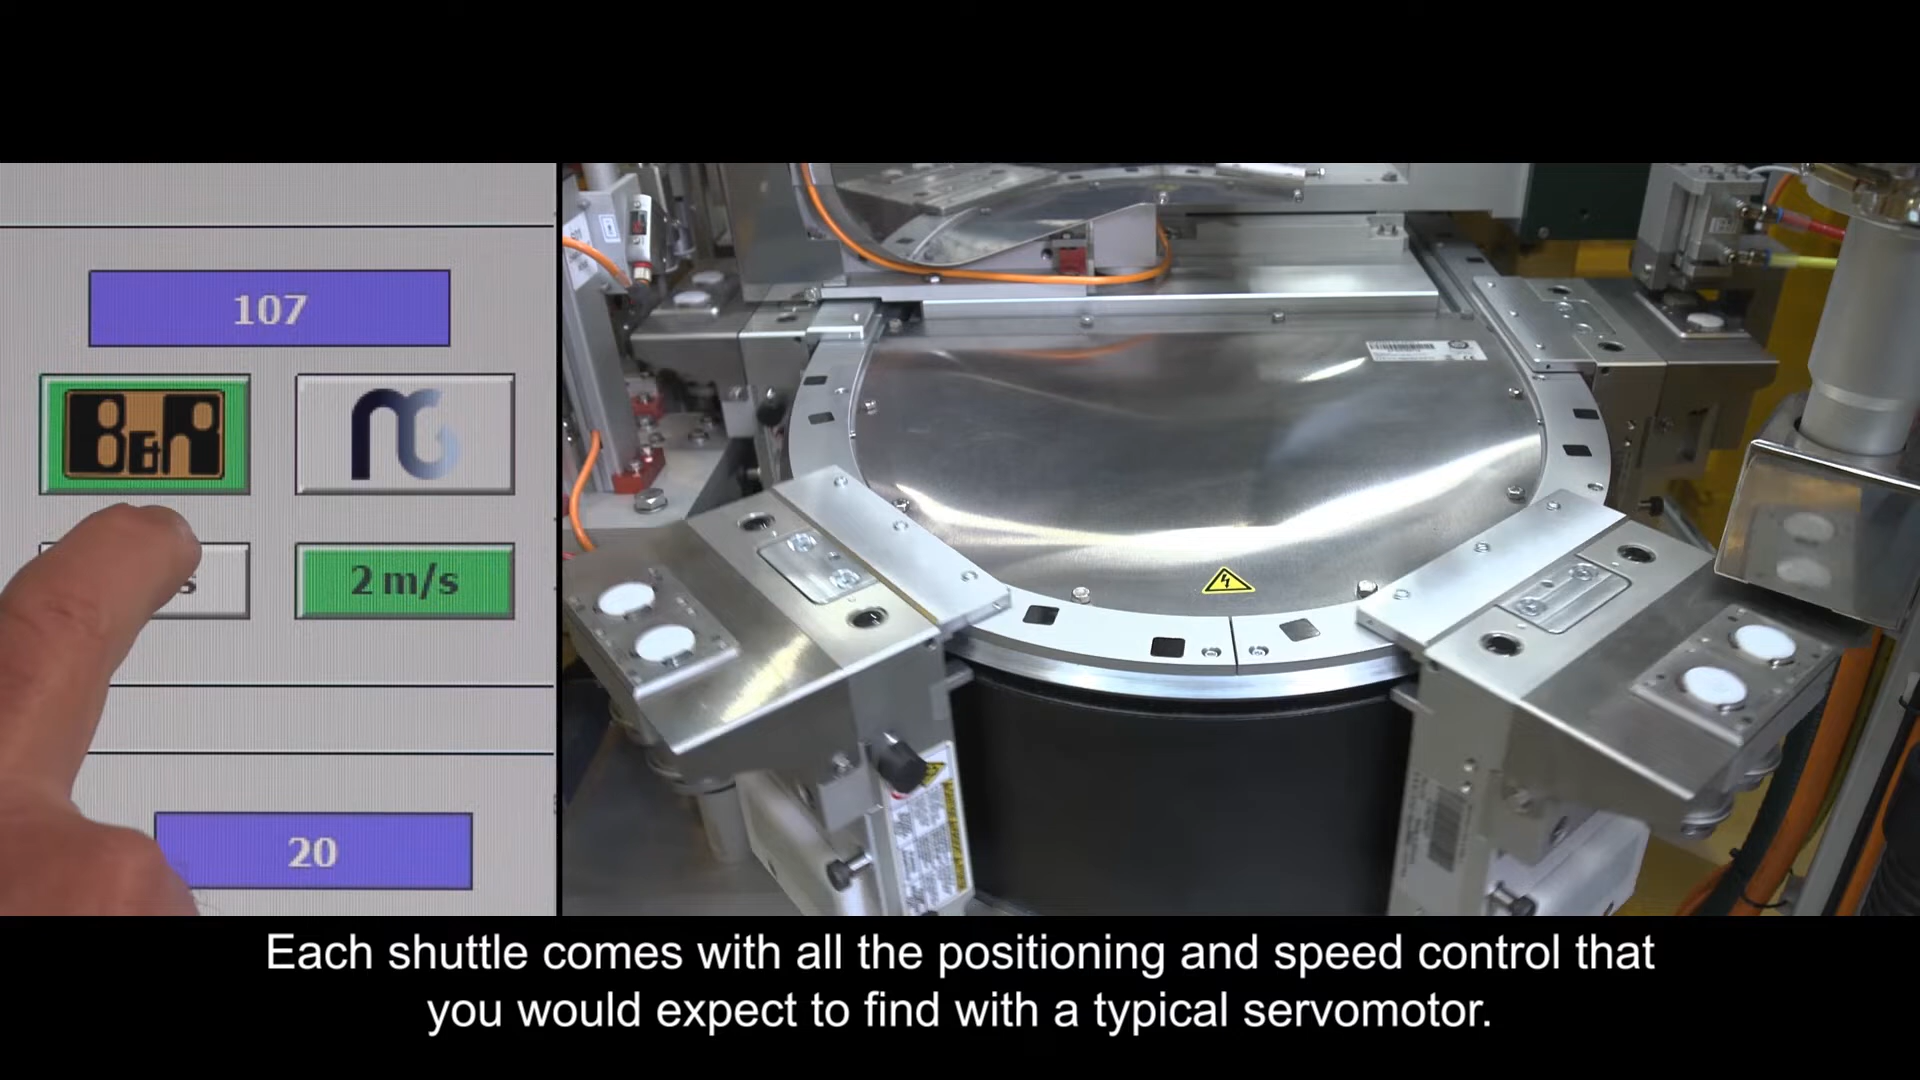 107
B&R
s
2 m/s
20
Each shuttle comes with all the positioning and speed control that
you would expect to find with a typical servomotor.